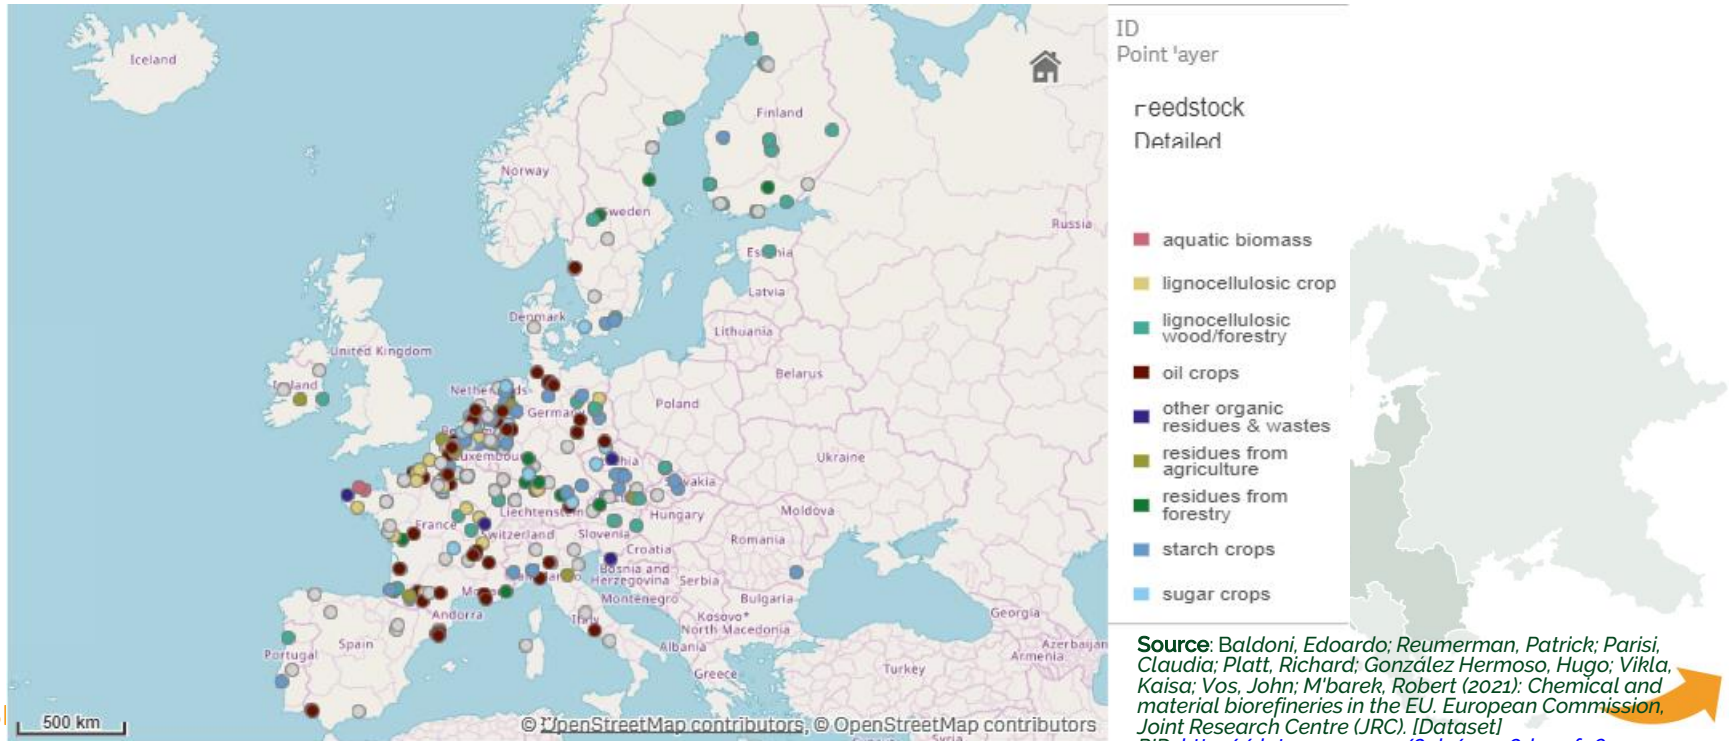 Iceland
Finland
Norway
Sweden
Russia
Estonia
Latvia
Denmark
Lithuania
United Kingdom
Ireland
Belarus
Netherlands
Poland
Germany
Luxembourg
Ukraine
Slovakia
Liechtenstein
Hungary
Moldova
France
Switzerland
Slovenia
Romania
Croatia
Bosnia and
Herzegovina
Serbia
Montenegro
Bulgaria
Andorra
Kosovo*
Georgia
Italy
North Macedonia
Spain
Albania
Azerbaijan
Armenia
Portugal
Greece
Turkey
Syria
500 km
© OpenStreetMap contributors, © OpenStreetMap contributors
ID
Point 'ayer
Feedstock
Detailed
aquatic biomass
lignocellulosic crop
lignocellulosic
wood/forestry
oil crops
other organic
residues & wastes
residues from
agriculture
residues from
forestry
starch crops
sugar crops
Source: Baldoni, Edoardo; Reumerman, Patrick; Parisi,
Claudia; Platt, Richard; González Hermoso, Hugo; Vikla,
Kaisa; Vos, John; M'barek, Robert (2021): Chemical and
material biorefineries in the EU. European Commission,
Joint Research Centre (JRC). [Dataset]